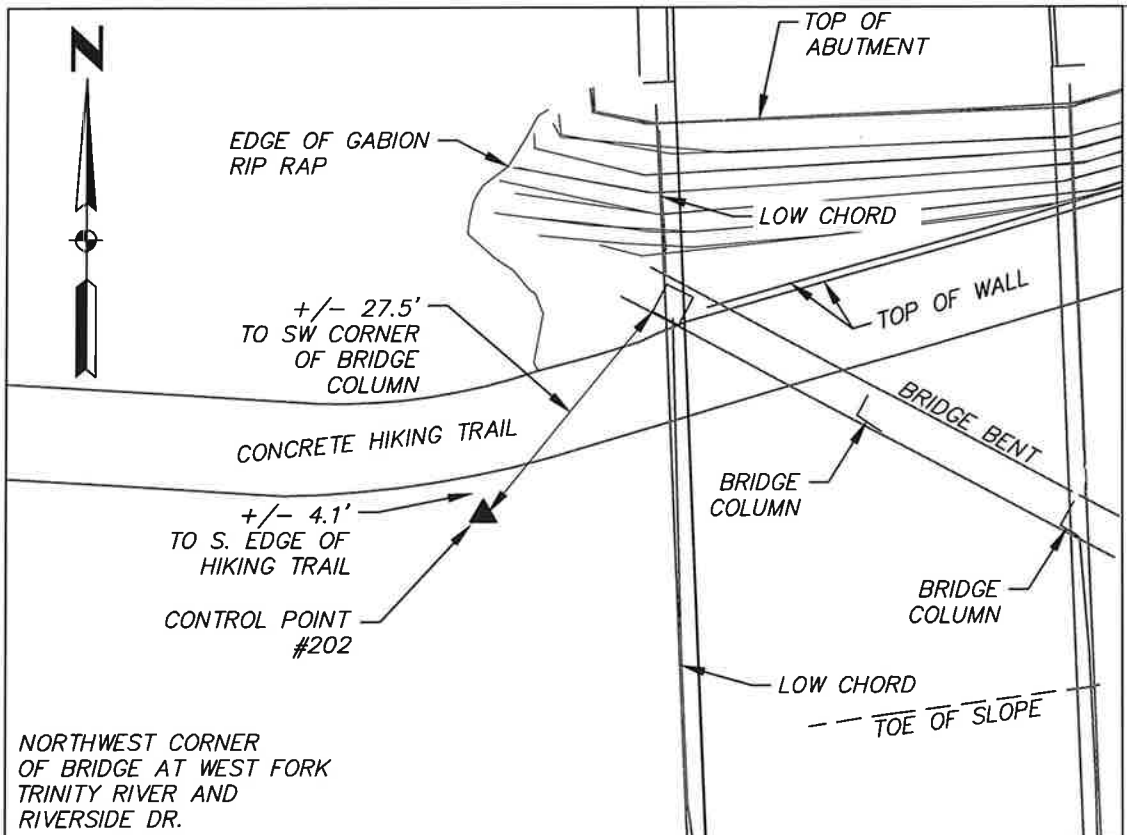 N
TOP OF
ABUTMENT
EDGE OF GABION
RIP RAP
LOW CHORD
+/- 27.5'
TO SW CORNER
OF BRIDGE
COLUMN
TOP OF WALL
CONCRETE HIKING TRAIL
BRIDGE BENT
BRIDGE
COLUMN
+/- 4.1'
TO S. EDGE OF
HIKING TRAIL
BRIDGE
COLUMN
CONTROL POINT
#202
LOW CHORD
TOE OF SLOPE
NORTHWEST CORNER
OF BRIDGE AT WEST FORK
TRINITY RIVER AND
RIVERSIDE DR.